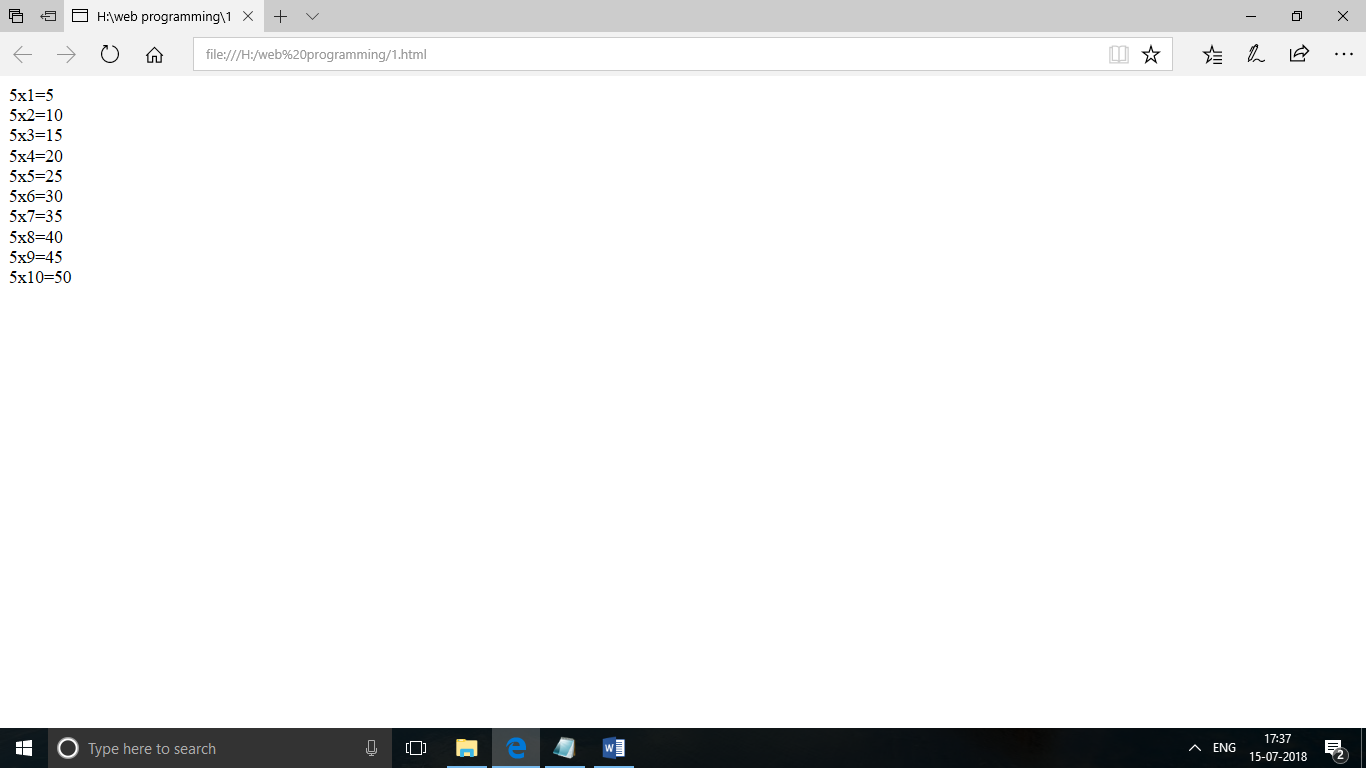 H:\web programming\1
file:///H:/web%20programming/1.html
5x1=5
5x2=10
5x3=15
5x4=20
5x5=25
5x6=30
5x7=35
5x8=40
5x9=45
5x10=50
Type here to search
W
ENG
17:37
15-07-2018
2